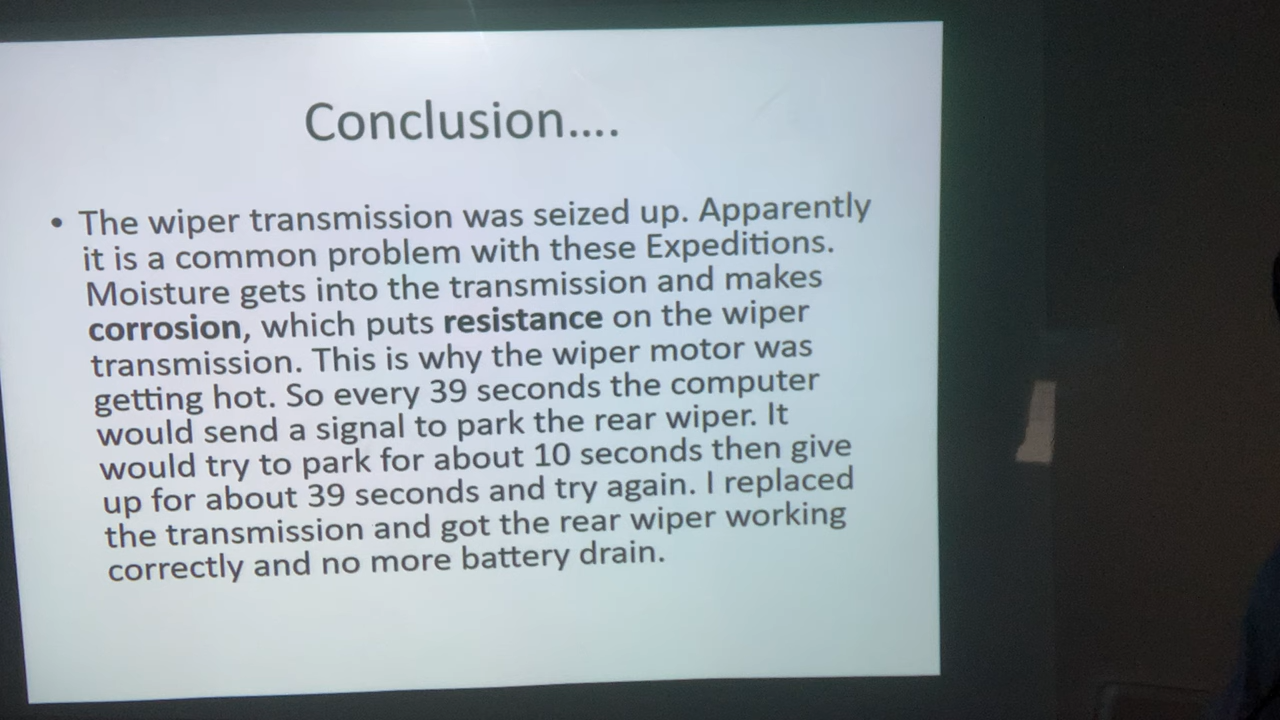 Conclusion....
• The wiper transmission was seized up. Apparently
it is a common problem with these Expeditions.
Moisture gets into the transmission and makes
corrosion, which puts resistance on the wiper
transmission. This is why the wiper motor was
getting hot. So every 39 seconds the computer
would send a signal to park the rear wiper. It
would try to park for about 10 seconds then give
up for about 39 seconds and try again. I replaced
the transmission and got the rear wiper working
correctly and no more battery drain.